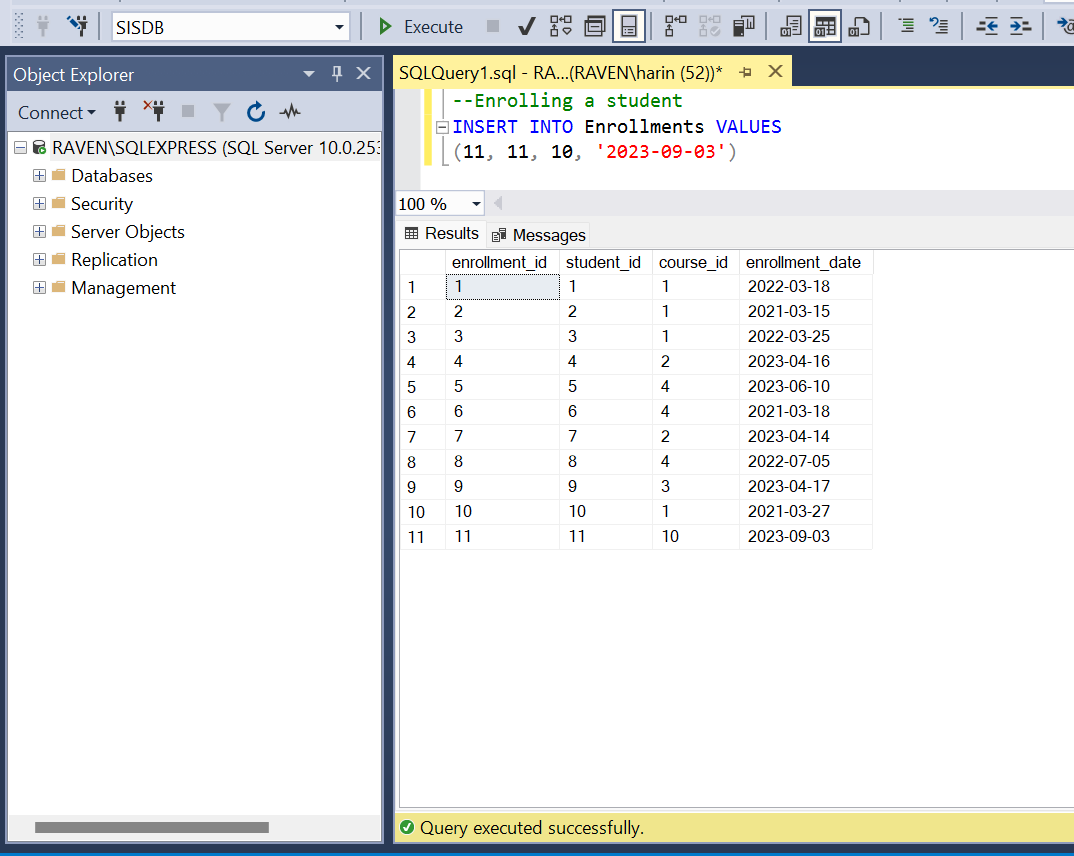 SISDB
Execute
Object Explorer
Connect
RAVEN\SQLEXPRESS (SQL Server 10.0.253
Databases
Security
Server Objects
Replication
Management
SQLQuery1.sql - RA...(RAVEN\harin (52))*
--Enrolling a student
INSERT INTO Enrollments VALUES
(11, 11, 10, '2023-09-03')
100 %
Results Messages
enrollment_id student_id course_id enrollment_date
1 1 1 1 2022-03-18
2 2 2 1 2021-03-15
3 3 3 1 2022-03-25
4 4 4 2 2023-04-16
5 5 5 4 2023-06-10
6 6 6 4 2021-03-18
7 7 7 2 2023-04-14
8 8 8 4 2022-07-05
9 9 9 3 2023-04-17
10 10 10 1 2021-03-27
11 11 11 10 2023-09-03
Query executed successfully.